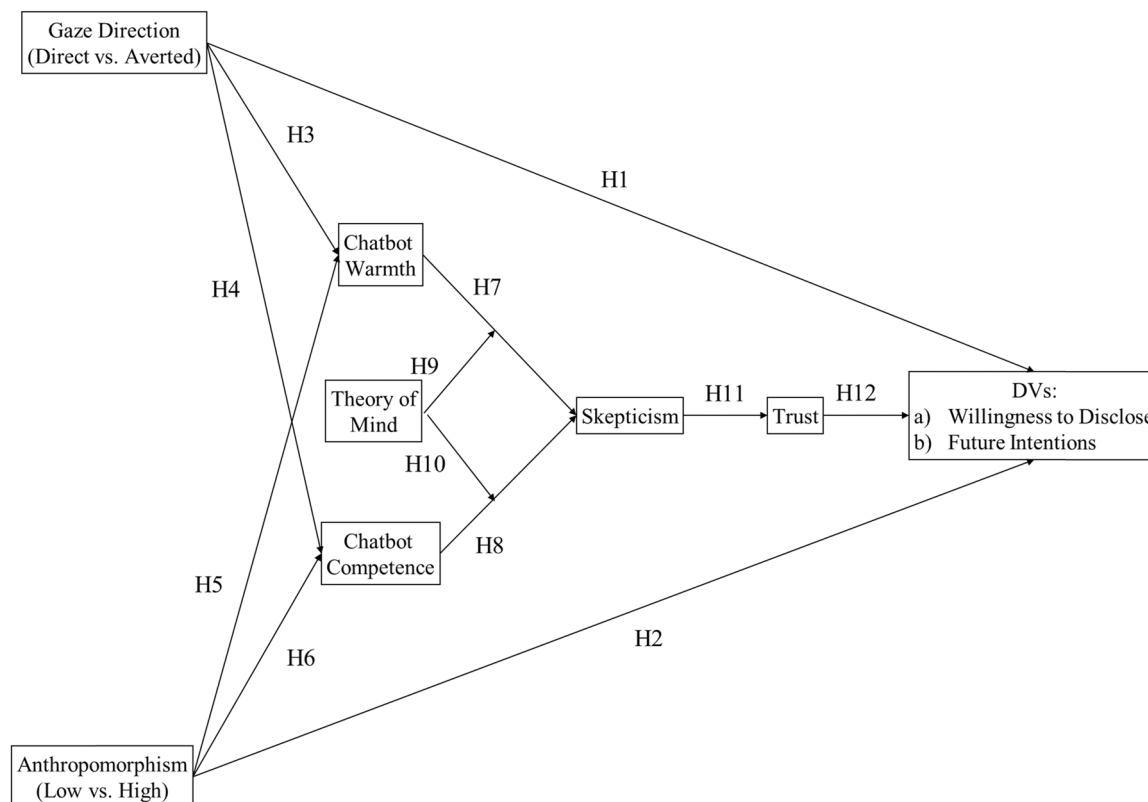 Gaze Direction
(Direct vs. Averted)
H3
H1
Chatbot
Warmth
H4
H7
H9
Theory of
Mind
H10
Skepticism
H11
Trust
H12
DVs:
a) Willingness to Disclose
b) Future Intentions
Chatbot
Competence
H8
H5
H6
H2
Anthropomorphism
(Low vs. High)